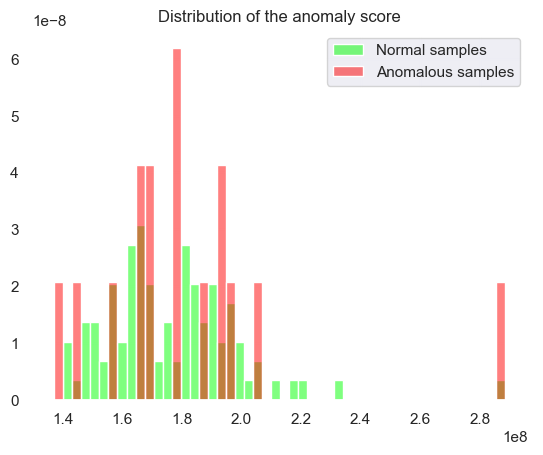 Distribution of the anomaly score
1e−8
Normal samples
Anomalous samples
6
5
4
3
2
1
0
1.4 1.6 1.8 2.0 2.2 2.4 2.6 2.8
1e8